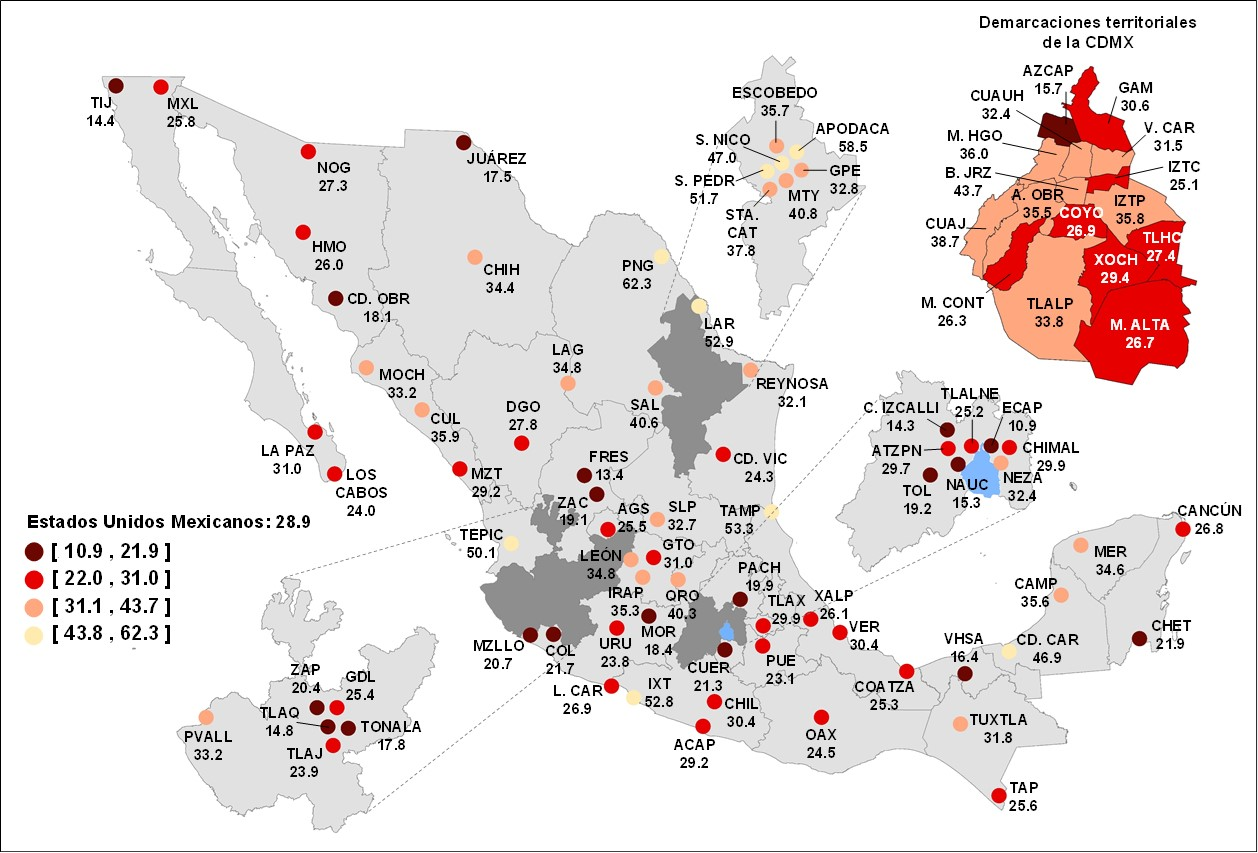 Demarcaciones territoriales
de la CDMX
AZCAP
15.7
GAM
30.6
CUAUH
32.4
V. CAR
31.5
M. HGO
36.0
IZTC
25.1
B. JRZ
43.7
A. OBR
35.5
IZTP
35.8
COYO
26.9
CUAJ
38.7
TLHC
27.4
XOCH
29.4
M. CONT
26.3
TLALP
33.8
M. ALTA
26.7
ESCOBEDO
35.7
APODACA
58.5
S. NICO
47.0
GPE
32.8
S. PEDR
51.7
MTY
40.8
STA.
CAT
37.8
TIJ
14.4
MXL
25.8
NOG
27.3
JUÁREZ
17.5
HMO
26.0
CHIH
34.4
PNG
62.3
CD. OBR
18.1
LAR
52.9
LAG
34.8
MOCH
33.2
REYNOSA
32.1
SAL
40.6
CUL
35.9
DGO
27.8
LA PAZ
31.0
LOS
CABOS
24.0
MZT
29.2
FRES
13.4
CD. VIC
24.3
ZAC
19.1
AGS
25.5
SLP
32.7
TAMP
53.3
TEPIC
50.1
LEÓN
34.8
GTO
31.0
IRAP
35.3
QRO
40.3
PACH
19.9
TLAX
29.9
XALP
26.1
VER
30.4
MZLLO
20.7
COL
21.7
URU
23.8
MOR
18.4
CUER
21.3
PUE
23.1
L. CAR
26.9
IXT
52.8
CHIL
30.4
ACAP
29.2
OAX
24.5
COATZA
25.3
VHSA
16.4
CD. CAR
46.9
CAMP
35.6
MER
34.6
CANCÚN
26.8
CHET
21.9
TUXTLA
31.8
TAP
25.6
C. IZCALLI
14.3
TLALNE
25.2
ECAP
10.9
ATZPN
29.7
CHIMAL
29.9
TOL
19.2
NAUC
15.3
NEZA
32.4
Estados Unidos Mexicanos: 28.9
[ 10.9 , 21.9 ]
[ 22.0 , 31.0 ]
[ 31.1 , 43.7 ]
[ 43.8 , 62.3 ]
ZAP
20.4
GDL
25.4
TLAQ
14.8
TONALA
17.8
PVALL
33.2
TLAJ
23.9